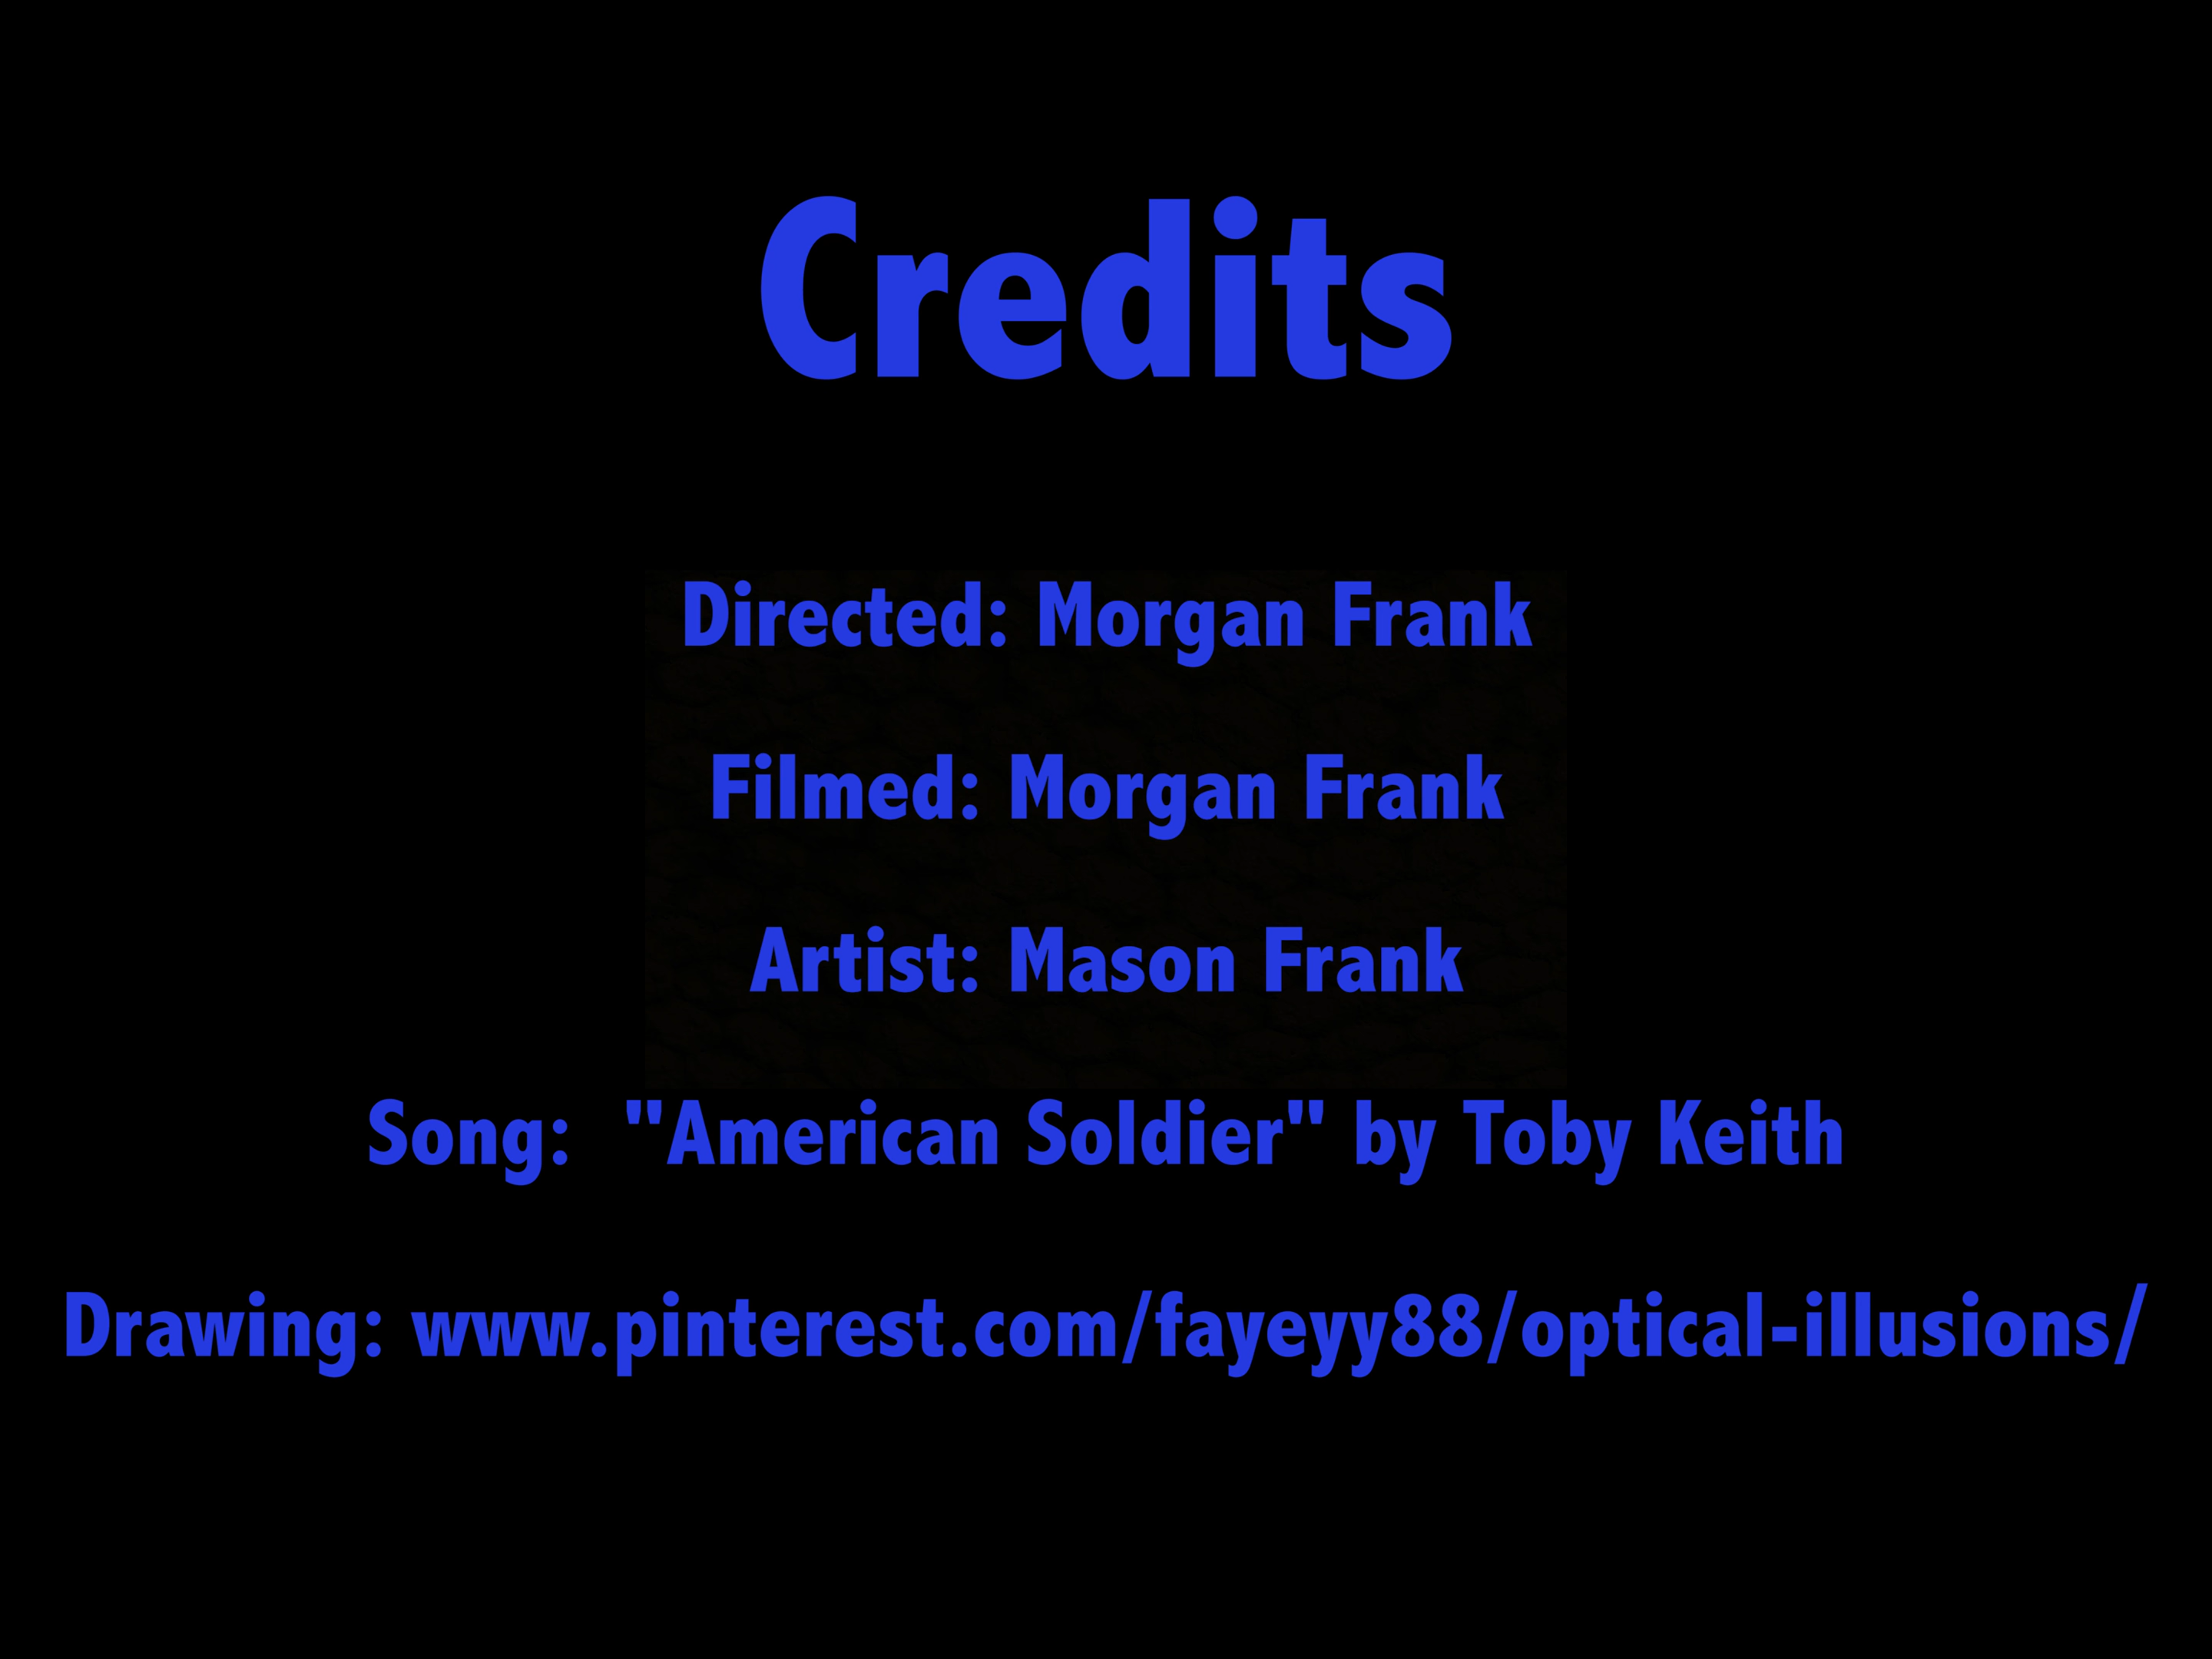 Credits
Directed: Morgan Frank
Filmed: Morgan Frank
Artist: Mason Frank
Song:  "American Soldier" by Toby Keith
Drawing: www.pinterest.com/fayeyy88/optical-illusions/